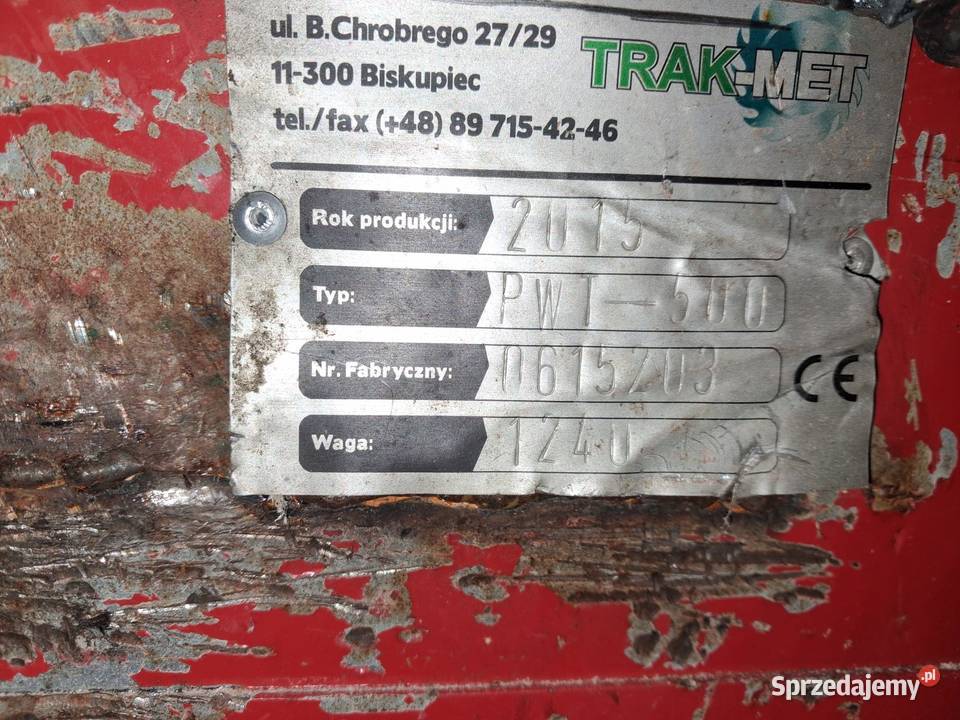 ul. B.Chrobrego 27/29
TRAK-MET
11-300 Biskupiec
tel./fax (+48) 89 715-42-46
Rok produkcji: 2015
Typ: PWT-500
Nr. Fabryczny: 0615203
CE
Waga: 1240
Sprzedajemy.pl